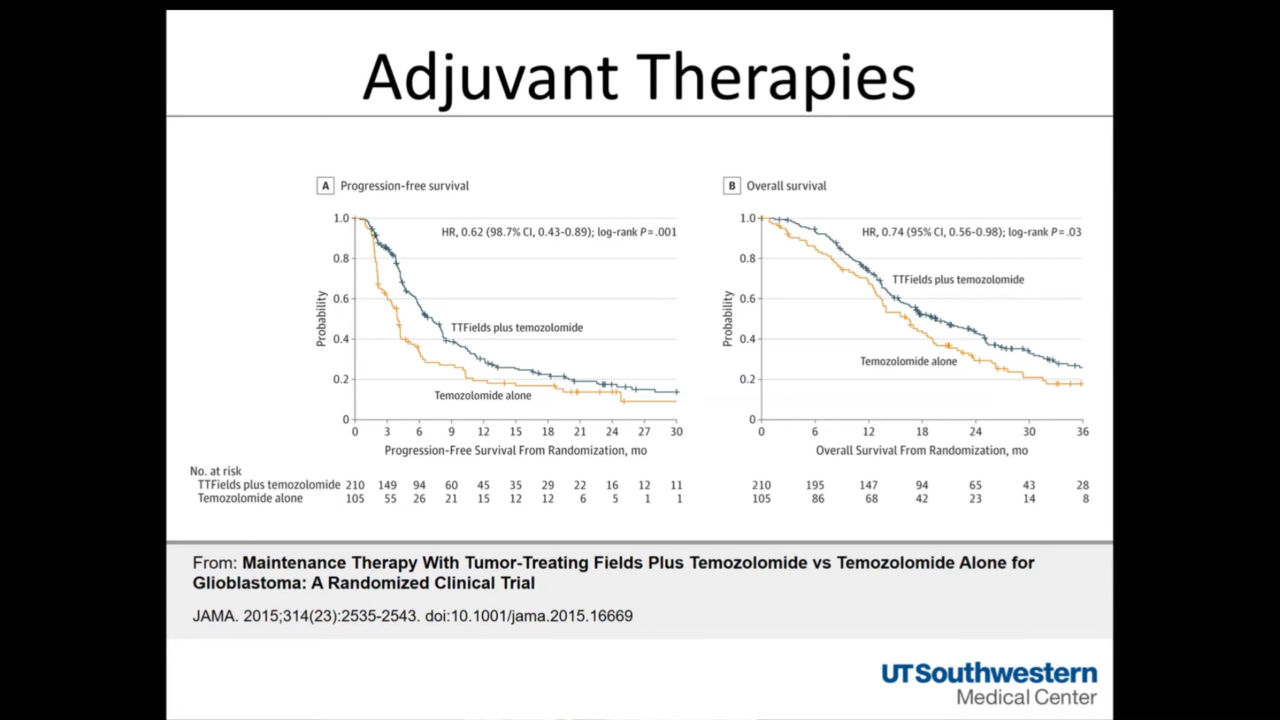 Adjuvant Therapies
A Progression-free survival
1.0
0.8
0.6
0.4
0.2
0
Probability
HR, 0.62 (98.7% CI, 0.43-0.89); log-rank P = .001
TTFields plus temozolomide
Temozolomide alone
0 3 6 9 12 15 18 21 24 27 30
Progression-Free Survival From Randomization, mo
B Overall survival
1.0
0.8
0.6
0.4
0.2
0
Probability
HR, 0.74 (95% CI, 0.56-0.98); log-rank P = .03
TTFields plus temozolomide
Temozolomide alone
0 6 12 18 24 30 36
Overall Survival From Randomization, mo
No. at risk
TTFields plus temozolomide 210 149 94 60 45 35 29 22 16 12 11 210 195 147 94 65 43 28
Temozolomide alone 105 55 26 21 15 12 12 6 5 1 1 105 86 68 42 23 14 8
From: Maintenance Therapy With Tumor-Treating Fields Plus Temozolomide vs Temozolomide Alone for
Glioblastoma: A Randomized Clinical Trial
JAMA. 2015;314(23):2535-2543. doi:10.1001/jama.2015.16669
UTSouthwestern
Medical Center